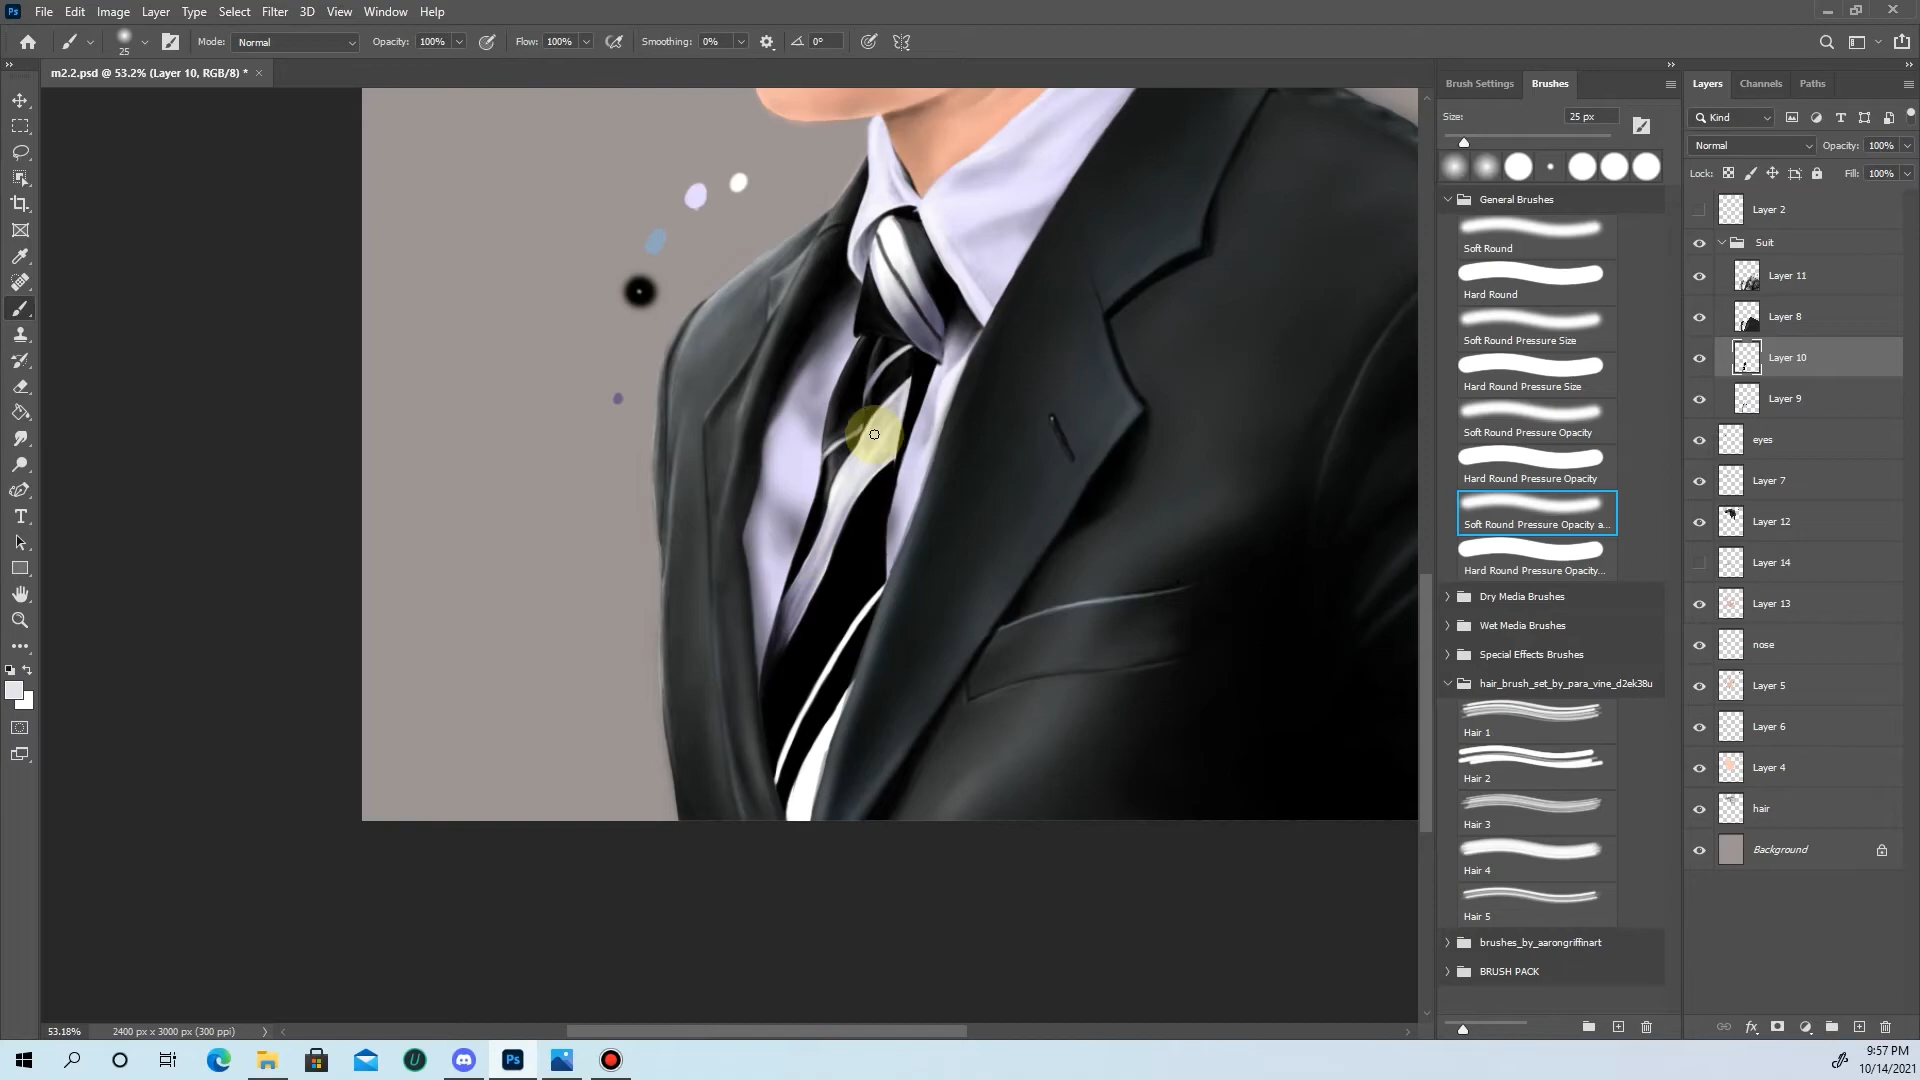 Ps File Edit Image Layer Type Select Filter 3D View Window Help
25 Mode: Normal Opacity: 100% Flow: 100% Smoothing: 0% 0°
m2.2.psd @ 53.2% (Layer 10, RGB/8) * ×
Brush Settings Brushes
Size: 25 px
General Brushes
Soft Round
Hard Round
Soft Round Pressure Size
Hard Round Pressure Size
Soft Round Pressure Opacity
Hard Round Pressure Opacity
Soft Round Pressure Opacity a...
Hard Round Pressure Opacity...
Dry Media Brushes
Wet Media Brushes
Special Effects Brushes
hair_brush_set_by_para_vine_d2ek38u
Hair 1
Hair 2
Hair 3
Hair 4
Hair 5
brushes_by_aarongriffinart
BRUSH PACK
Layers Channels Paths
Kind
Normal Opacity: 100%
Lock: Fill: 100%
Layer 2
Suit
Layer 11
Layer 8
Layer 10
Layer 9
eyes
Layer 7
Layer 12
Layer 14
Layer 13
nose
Layer 5
Layer 6
Layer 4
hair
Background
fx
53.18% 2400 px x 3000 px (300 ppi)
Ps
9:57 PM
10/14/2021